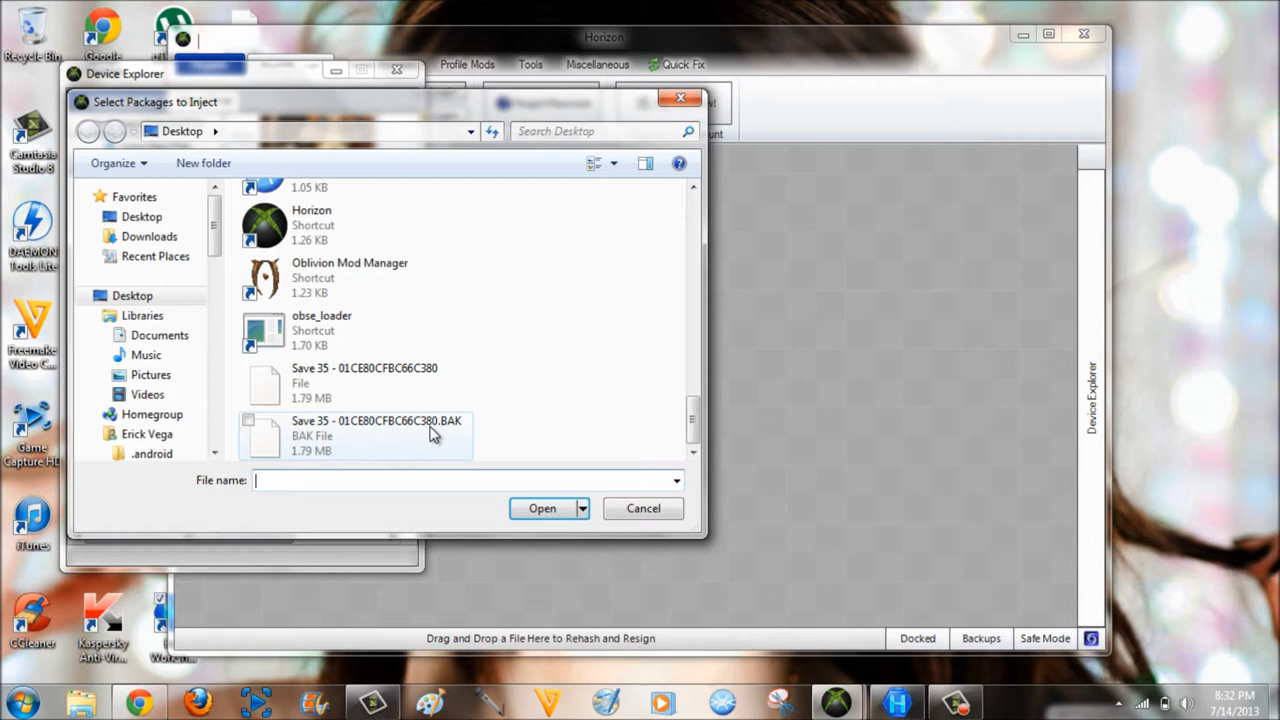 Recycle Bin
Google
Camtasia
Studio 8
DAEMON
Tools Lite
Freemake
Video C...
Game
Capture HD
iTunes
CCleaner
Kaspersky
Anti-Vir...
Horizon
Profile Mods
Tools
Miscellaneous
Quick Fix
Device Explorer
Select Packages to Inject
Desktop
Search Desktop
Organize
New folder
Favorites
Desktop
Downloads
Recent Places
Desktop
Libraries
Documents
Music
Pictures
Videos
Homegroup
Erick Vega
.android
1.05 KB
Horizon
Shortcut
1.26 KB
Oblivion Mod Manager
Shortcut
1.23 KB
obse_loader
Shortcut
1.70 KB
Save 35 - 01CE80CFBC66C380
File
1.79 MB
Save 35 - 01CE80CFBC66C380.BAK
BAK File
1.79 MB
File name:
Open
Cancel
Device Explorer
Drag and Drop a File Here to Rehash and Resign
Docked
Backups
Safe Mode
8:32 PM
7/14/2013